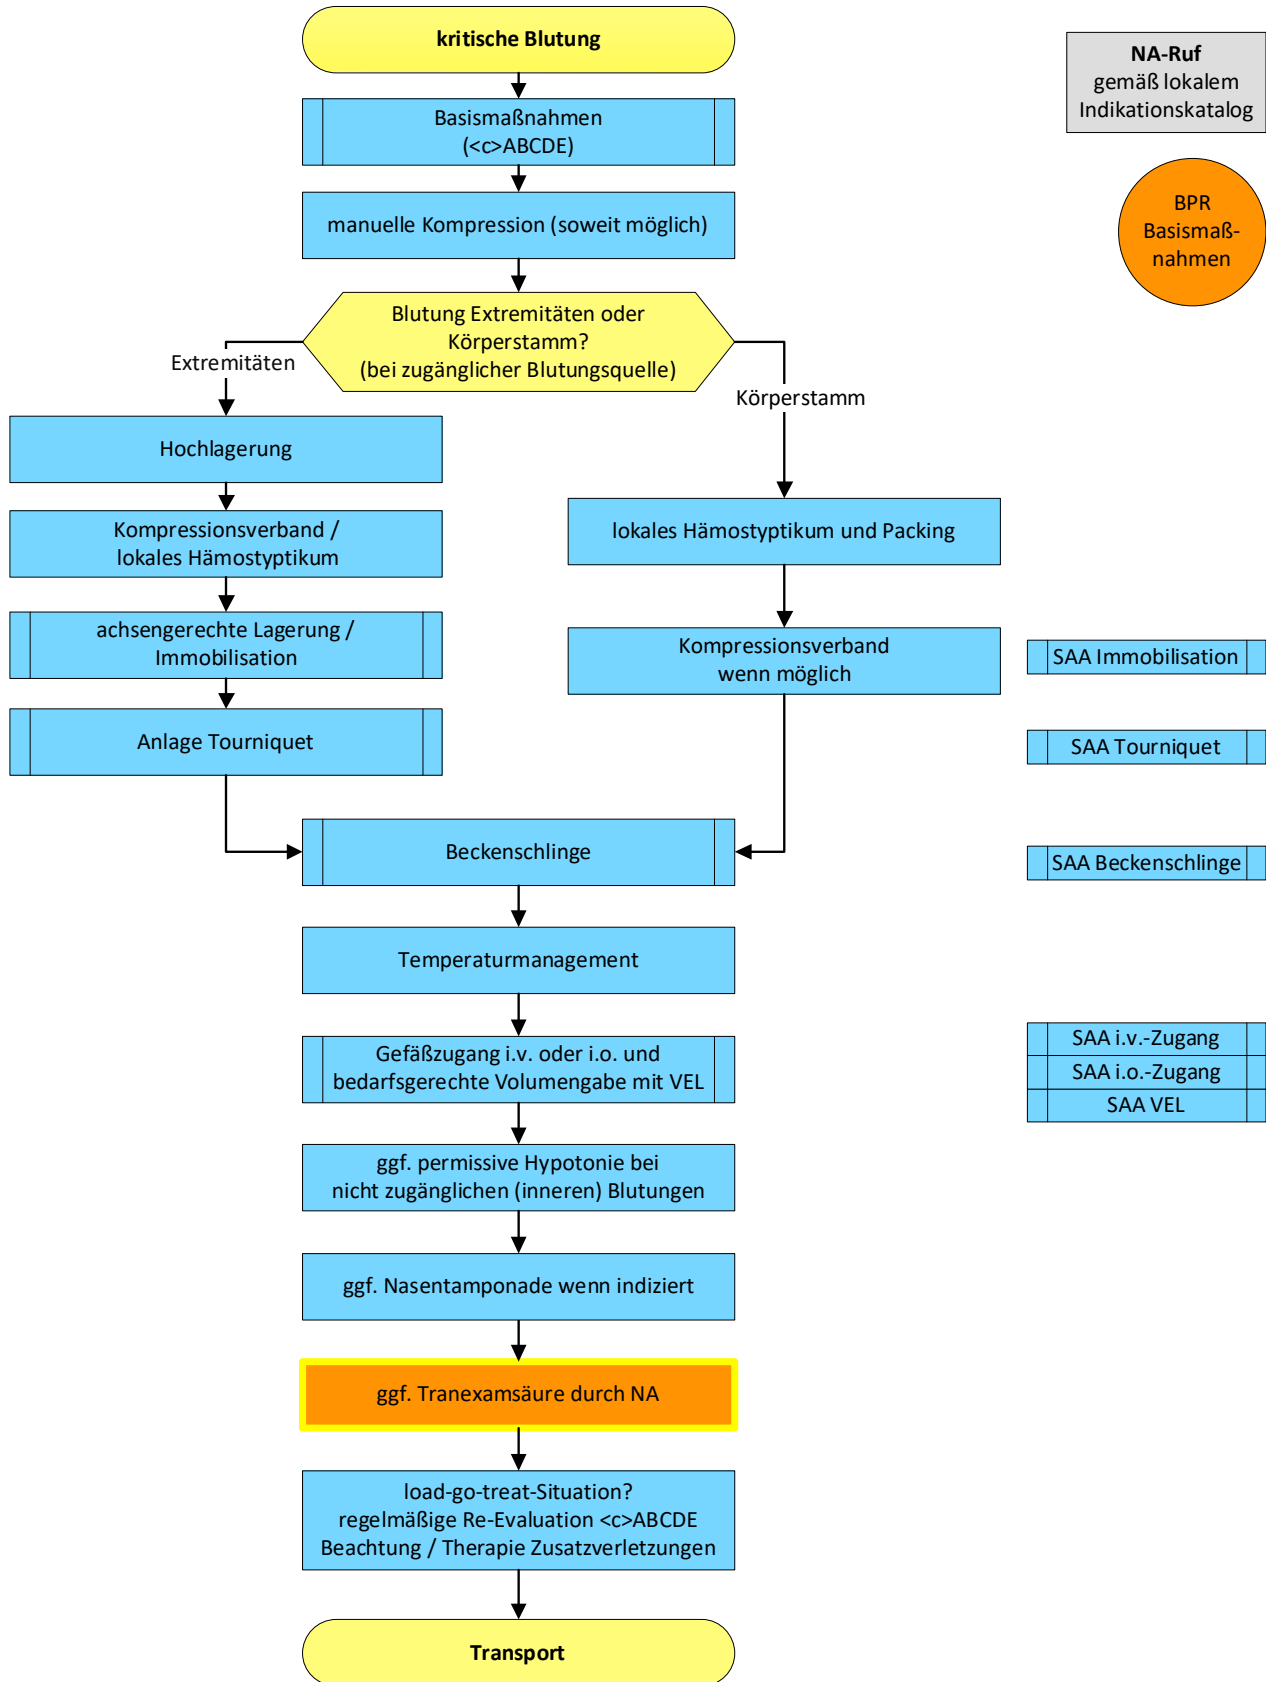 kritische Blutung
NA-Ruf
gemäß lokalem
Indikationskatalog
Basismaßnahmen
(<c>ABCDE)
BPR
Basismaß-
nahmen
manuelle Kompression (soweit möglich)
Blutung Extremitäten oder
Körperstamm?
(bei zugänglicher Blutungsquelle)
Extremitäten
Körperstamm
Hochlagerung
Kompressionsverband /
lokales Hämostyptikum
achsengerechte Lagerung /
Immobilisation
Anlage Tourniquet
lokales Hämostyptikum und Packing
Kompressionsverband
wenn möglich
SAA Immobilisation
SAA Tourniquet
Beckenschlinge
SAA Beckenschlinge
Temperaturmanagement
Gefäßzugang i.v. oder i.o. und
bedarfsgerechte Volumengabe mit VEL
SAA i.v.-Zugang
SAA i.o.-Zugang
SAA VEL
ggf. permissive Hypotonie bei
nicht zugänglichen (inneren) Blutungen
ggf. Nasentamponade wenn indiziert
ggf. Tranexamsäure durch NA
load-go-treat-Situation?
regelmäßige Re-Evaluation <c>ABCDE
Beachtung / Therapie Zusatzverletzungen
Transport